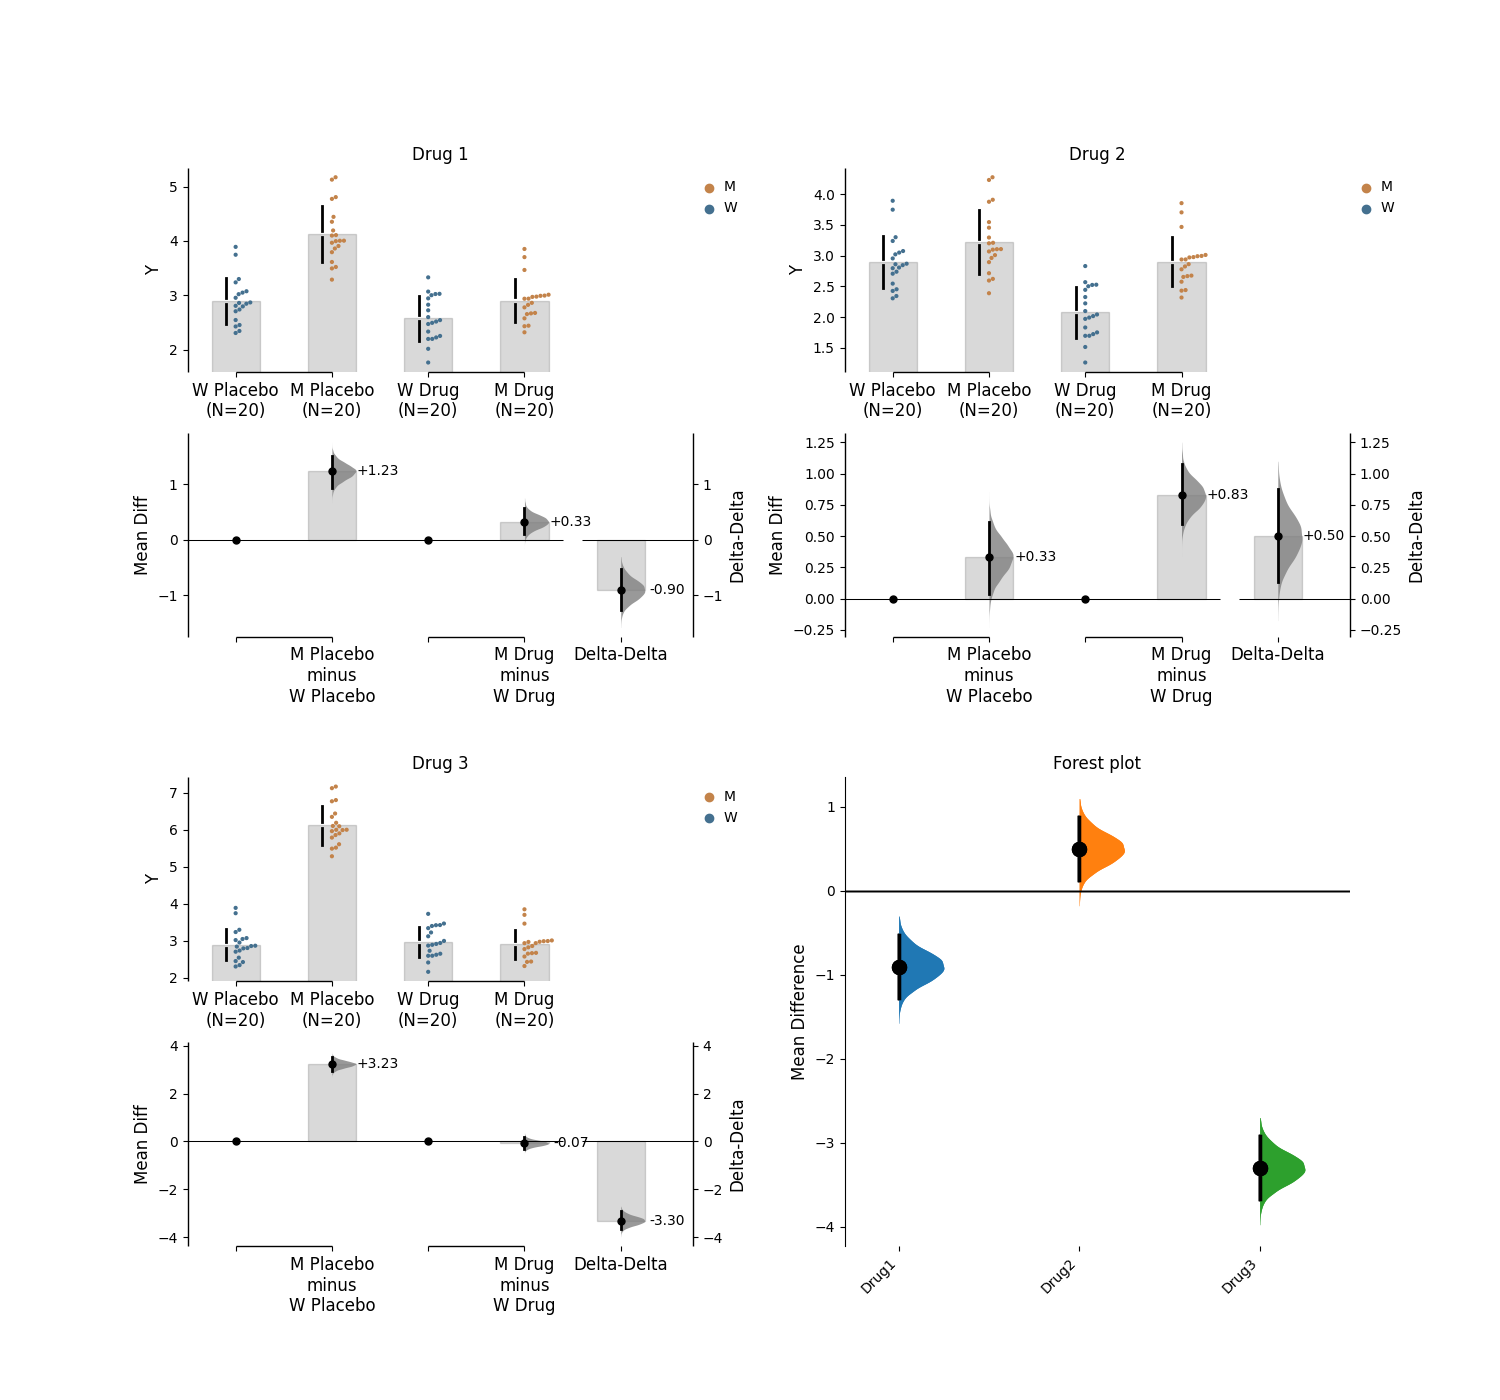 Drug 1
5
4
3
2
Y
M
W
W Placebo
(N=20)
M Placebo
(N=20)
W Drug
(N=20)
M Drug
(N=20)
1
0
−1
Mean Diff
+1.23
+0.33
-0.90
1
0
−1
Delta-Delta
M Placebo
minus
W Placebo
M Drug
minus
W Drug
Delta-Delta
Drug 2
4.0
3.5
3.0
2.5
2.0
1.5
Y
M
W
W Placebo
(N=20)
M Placebo
(N=20)
W Drug
(N=20)
M Drug
(N=20)
1.25
1.00
0.75
0.50
0.25
0.00
−0.25
Mean Diff
+0.33
+0.83
+0.50
1.25
1.00
0.75
0.50
0.25
0.00
−0.25
Delta-Delta
M Placebo
minus
W Placebo
M Drug
minus
W Drug
Delta-Delta
Drug 3
7
6
5
4
3
2
Y
M
W
W Placebo
(N=20)
M Placebo
(N=20)
W Drug
(N=20)
M Drug
(N=20)
4
2
0
−2
−4
Mean Diff
+3.23
-0.07
-3.30
4
2
0
−2
−4
Delta-Delta
M Placebo
minus
W Placebo
M Drug
minus
W Drug
Delta-Delta
Forest plot
1
0
−1
−2
−3
−4
Mean Difference
Drug1
Drug2
Drug3